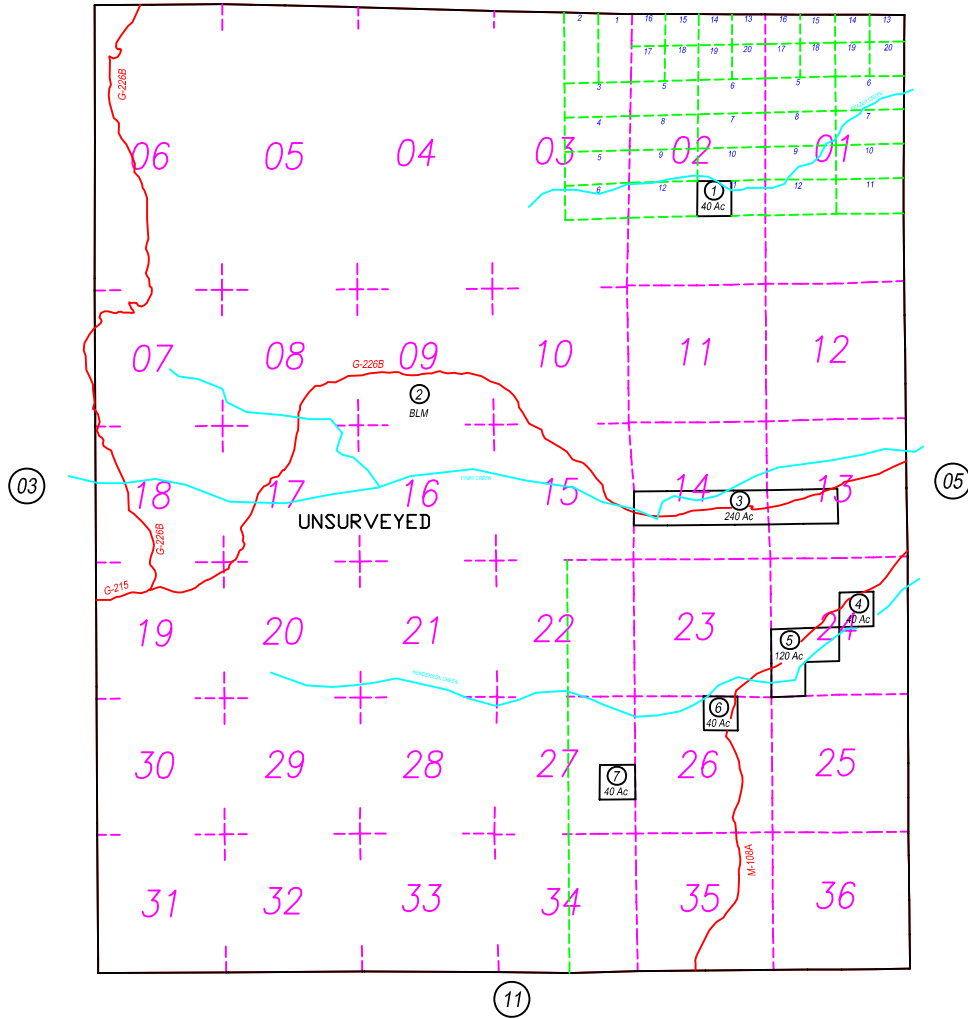 2 1 16 15 14 13 16 15 14 13
17 18 19 20 17 18 19 20
3 5 6 5 6
4 8 7 8 7
5 9 10 9 10
6 12 11 12 11
G-226B
06 05 04 03 02 01
1
40 Ac
07 08 09 10 11 12
G-226B
2
BLM
03
18 17 16 15 14 13
05
3
240 Ac
UNSURVEYED
G-226B
G-215
4
40 Ac
19 20 21 22 23 24
5
120 Ac
6
40 Ac
30 29 28 27 26 25
7
40 Ac
M-108A
31 32 33 34 35 36
11